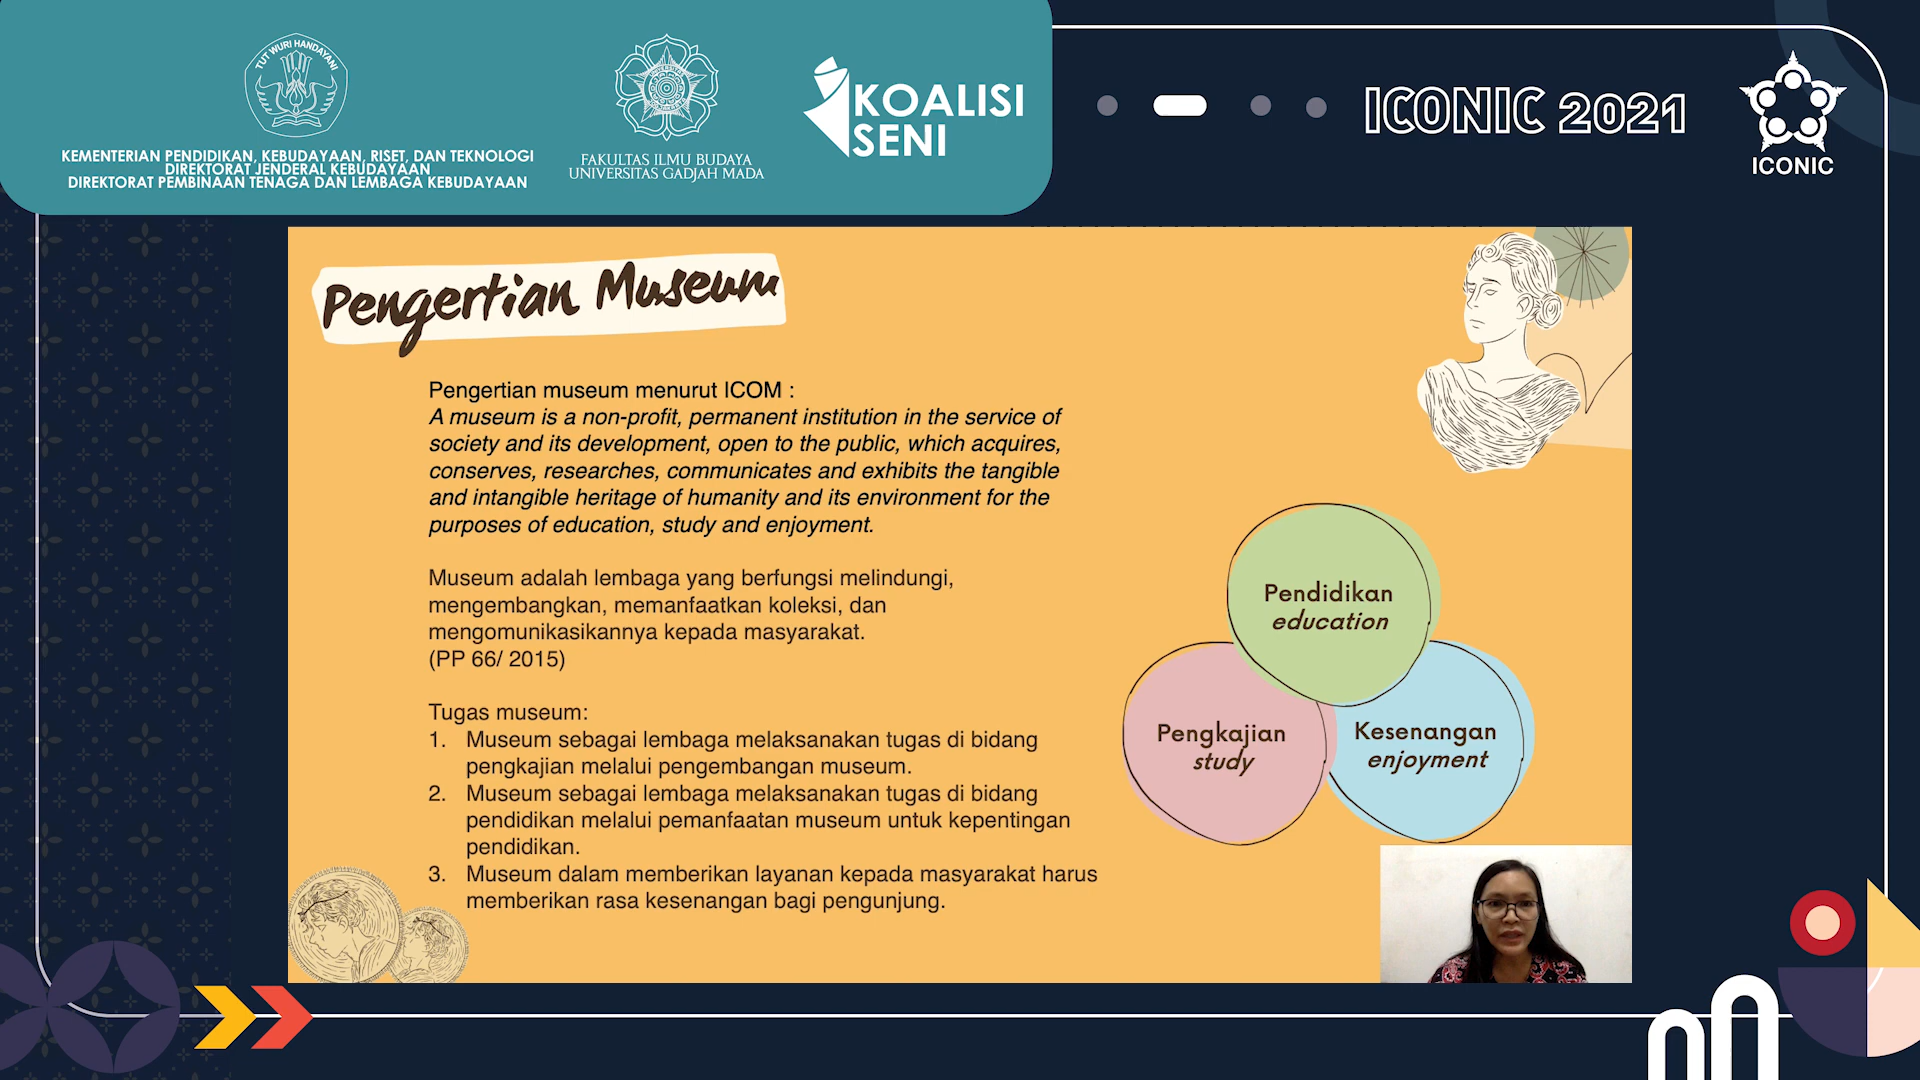 TUT WURI HANDAYANI
KEMENTERIAN PENDIDIKAN, KEBUDAYAAN, RISET, DAN TEKNOLOGI
DIREKTORAT JENDERAL KEBUDAYAAN
DIREKTORAT PEMBINAAN TENAGA DAN LEMBAGA KEBUDAYAAN
FAKULTAS ILMU BUDAYA
UNIVERSITAS GADJAH MADA
KOALISI
SENI
ICONIC 2021
ICONIC
Pengertian Museum
Pengertian museum menurut ICOM :
A museum is a non-profit, permanent institution in the service of
society and its development, open to the public, which acquires,
conserves, researches, communicates and exhibits the tangible
and intangible heritage of humanity and its environment for the
purposes of education, study and enjoyment.
Museum adalah lembaga yang berfungsi melindungi,
mengembangkan, memanfaatkan koleksi, dan
mengomunikasikannya kepada masyarakat.
(PP 66/ 2015)
Tugas museum:
1. Museum sebagai lembaga melaksanakan tugas di bidang
pengkajian melalui pengembangan museum.
2. Museum sebagai lembaga melaksanakan tugas di bidang
pendidikan melalui pemanfaatan museum untuk kepentingan
pendidikan.
3. Museum dalam memberikan layanan kepada masyarakat harus
memberikan rasa kesenangan bagi pengunjung.
Pendidikan
education
Pengkajian
study
Kesenangan
enjoyment